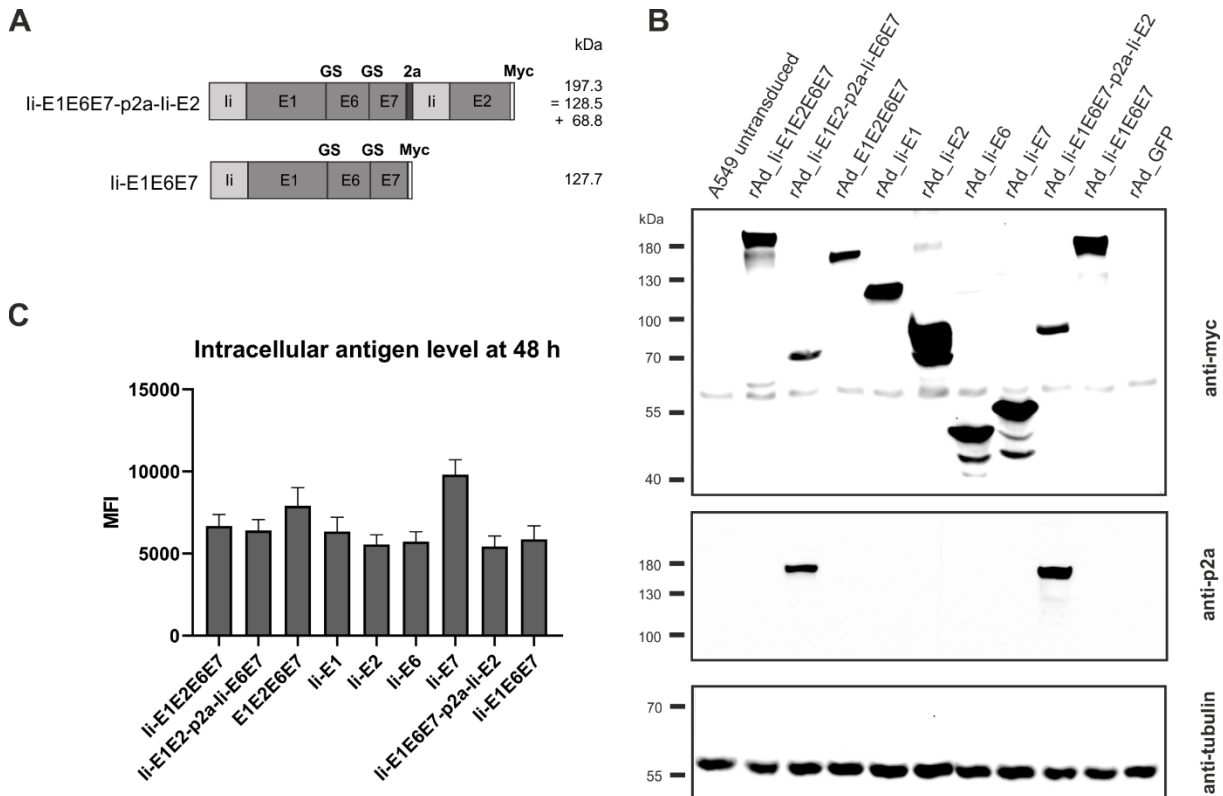 A
kDa
GS GS 2a Myc
Ii-E1E6E7-p2a-Ii-E2
Ii E1 E6 E7 Ii E2
197.3
= 128.5
+ 68.8
GS GS Myc
Ii-E1E6E7
Ii E1 E6 E7
127.7
B
A549 untransduced
rAd_Ii-E1E2E6E7
rAd_Ii-E1E2-p2a-Ii-E6E7
rAd_E1E2E6E7
rAd_Ii-E1
rAd_Ii-E2
rAd_Ii-E6
rAd_Ii-E7
rAd_Ii-E1E6E7-p2a-Ii-E2
rAd_Ii-E1E6E7
rAd_GFP
kDa
180
130
100
70
55
40
anti-myc
180
130
100
anti-p2a
70
55
anti-tubulin
C
Intracellular antigen level at 48 h
MFI
15000
10000
5000
0
Ii-E1E2E6E7
Ii-E1E2-p2a-Ii-E6E7
E1E2E6E7
Ii-E1
Ii-E2
Ii-E6
Ii-E7
Ii-E1E6E7-p2a-Ii-E2
Ii-E1E6E7